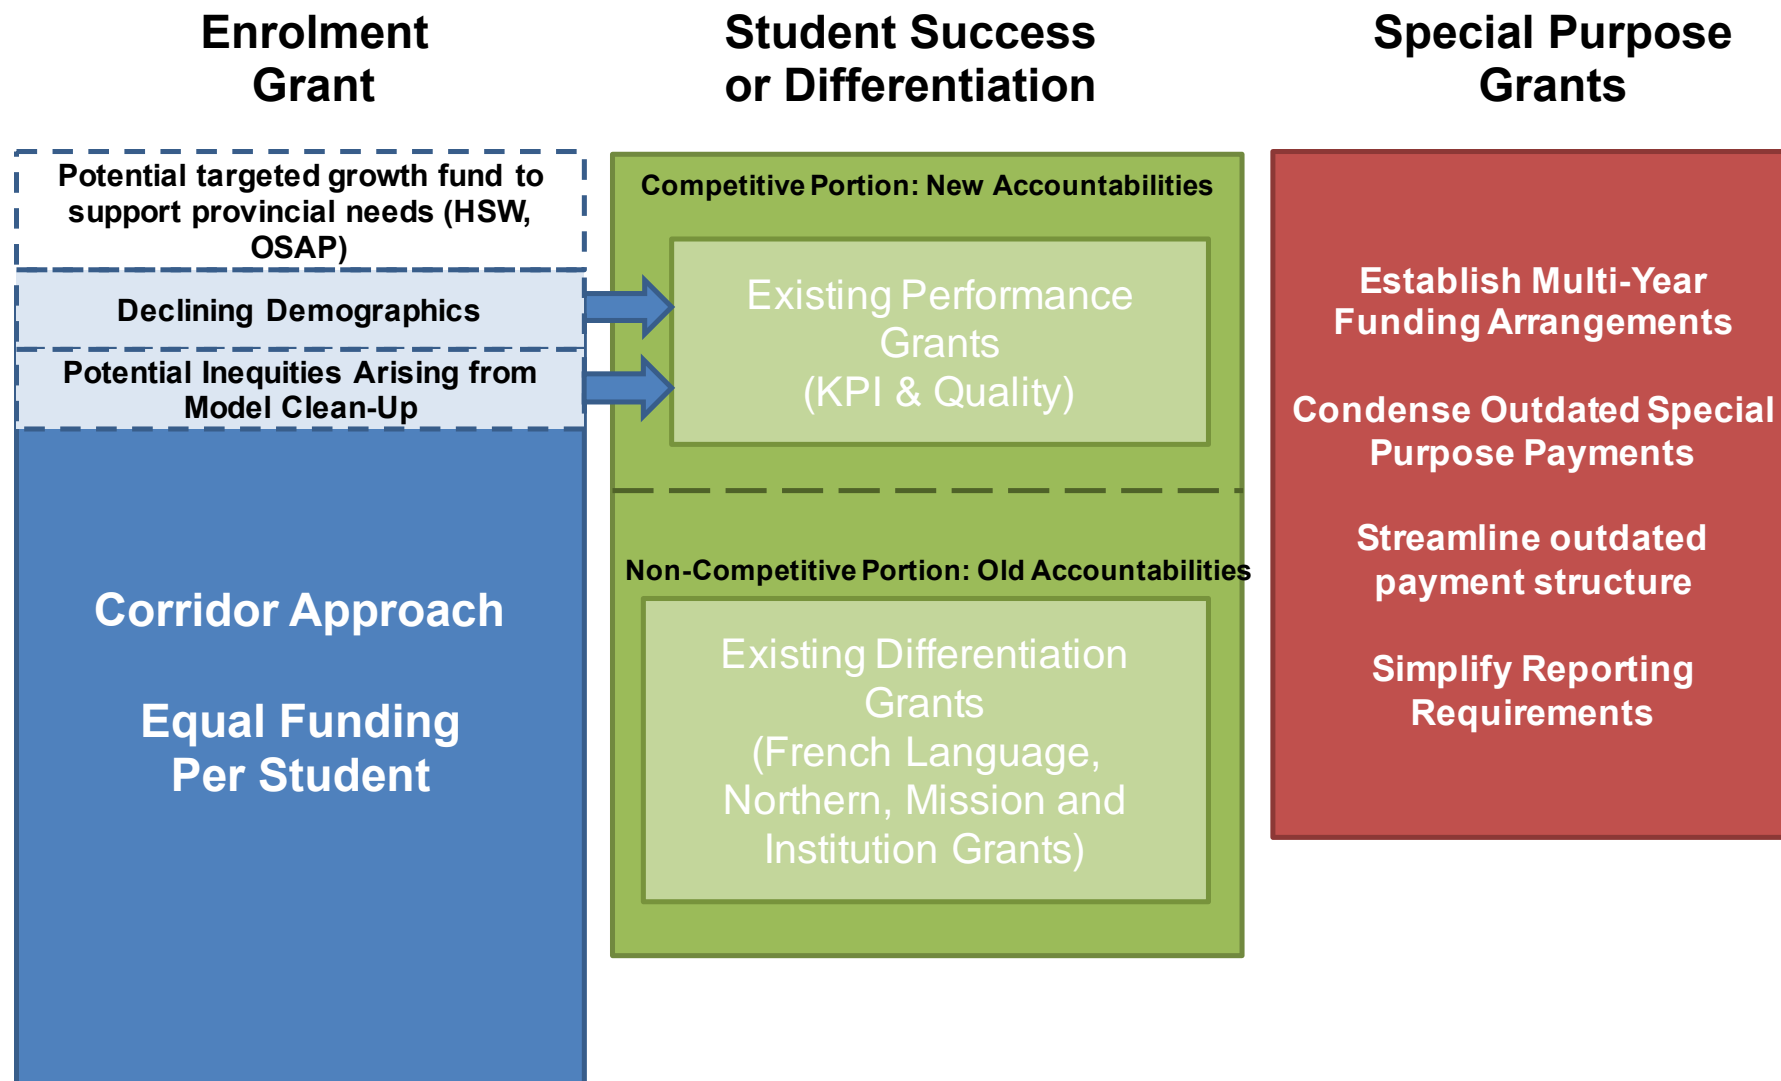 Enrolment
Grant
Student Success
or Differentiation
Special Purpose
Grants
Potential targeted growth fund to
support provincial needs (HSW,
OSAP)
Declining Demographics
Potential Inequities Arising from
Model Clean-Up
Corridor Approach
Equal Funding
Per Student
Competitive Portion: New Accountabilities
Existing Performance
Grants
(KPI & Quality)
Non-Competitive Portion: Old Accountabilities
Existing Differentiation
Grants
(French Language,
Northern, Mission and
Institution Grants)
Establish Multi-Year
Funding Arrangements
Condense Outdated Special
Purpose Payments
Streamline outdated
payment structure
Simplify Reporting
Requirements